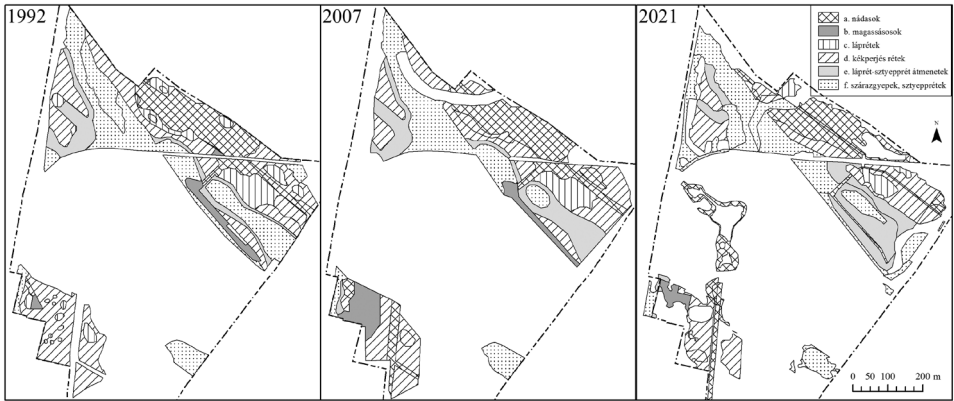 1992
2007
2021
a. nádasok
b. magassásosok
c. láprétek
d. kékperjés rétek
e. láprét-sztyepprét átmenetek
f. szárazgyepek, sztyepprétek
N
0 50 100 200 m